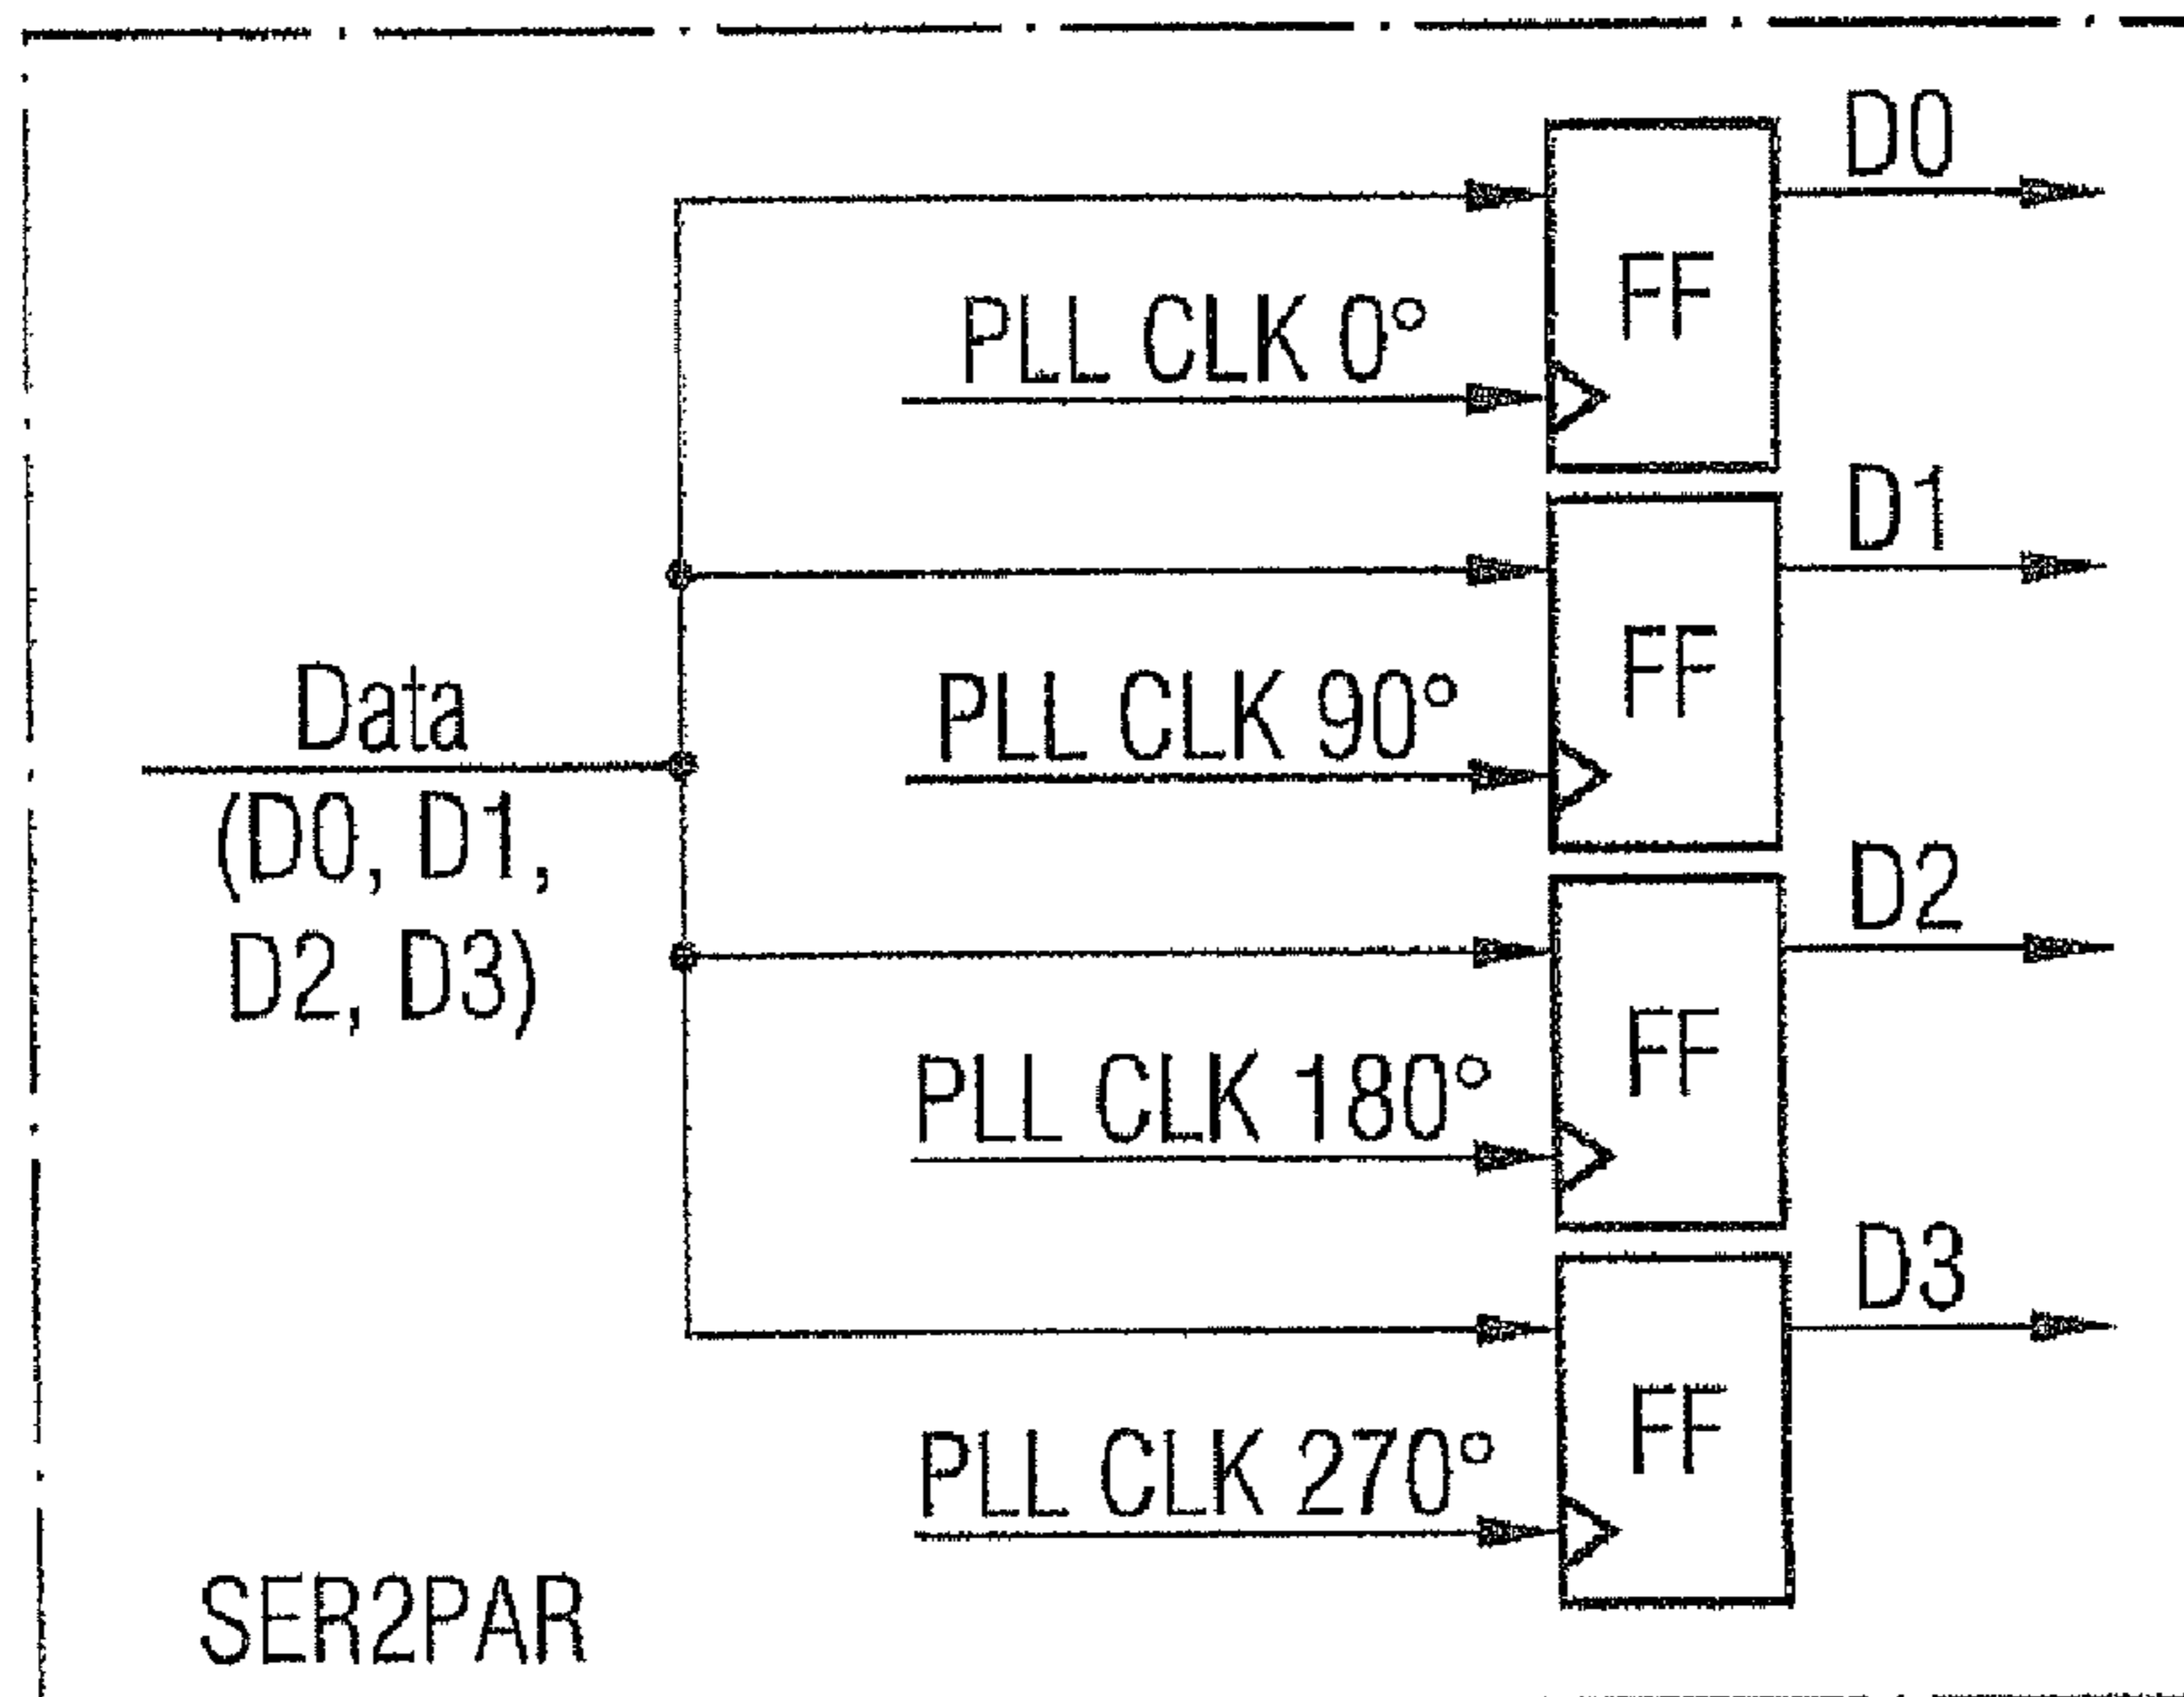 D0
FF
PLL CLK 0°
D1
FF
PLL CLK 90°
Data
(D0, D1,
D2, D3)
D2
FF
PLL CLK 180°
D3
FF
PLL CLK 270°
SER2PAR